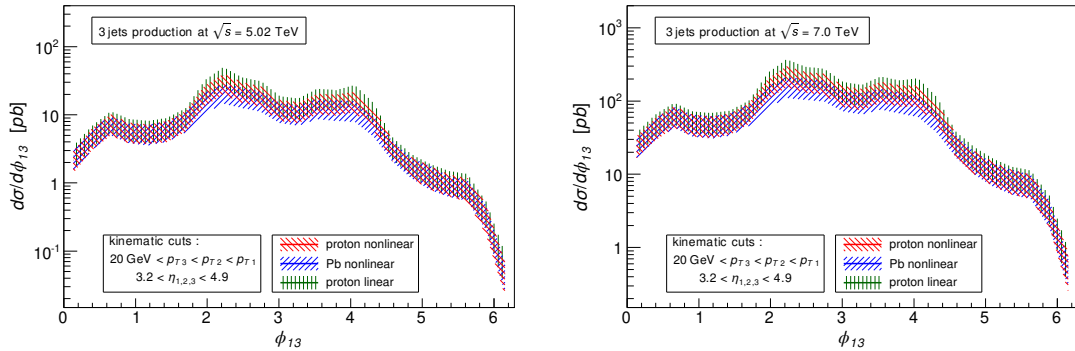 3 jets production at √s = 5.02 TeV
dσ/dϕ₁₃ [pb]
10²
10
1
10⁻¹
kinematic cuts :
20 GeV < p_T3 < p_T2 < p_T1
3.2 < η₁,₂,₃ < 4.9
proton nonlinear
Pb nonlinear
proton linear
0 1 2 3 4 5 6
ϕ₁₃
3 jets production at √s = 7.0 TeV
dσ/dϕ₁₃ [pb]
10³
10²
10
1
kinematic cuts :
20 GeV < p_T3 < p_T2 < p_T1
3.2 < η₁,₂,₃ < 4.9
proton nonlinear
Pb nonlinear
proton linear
0 1 2 3 4 5 6
ϕ₁₃